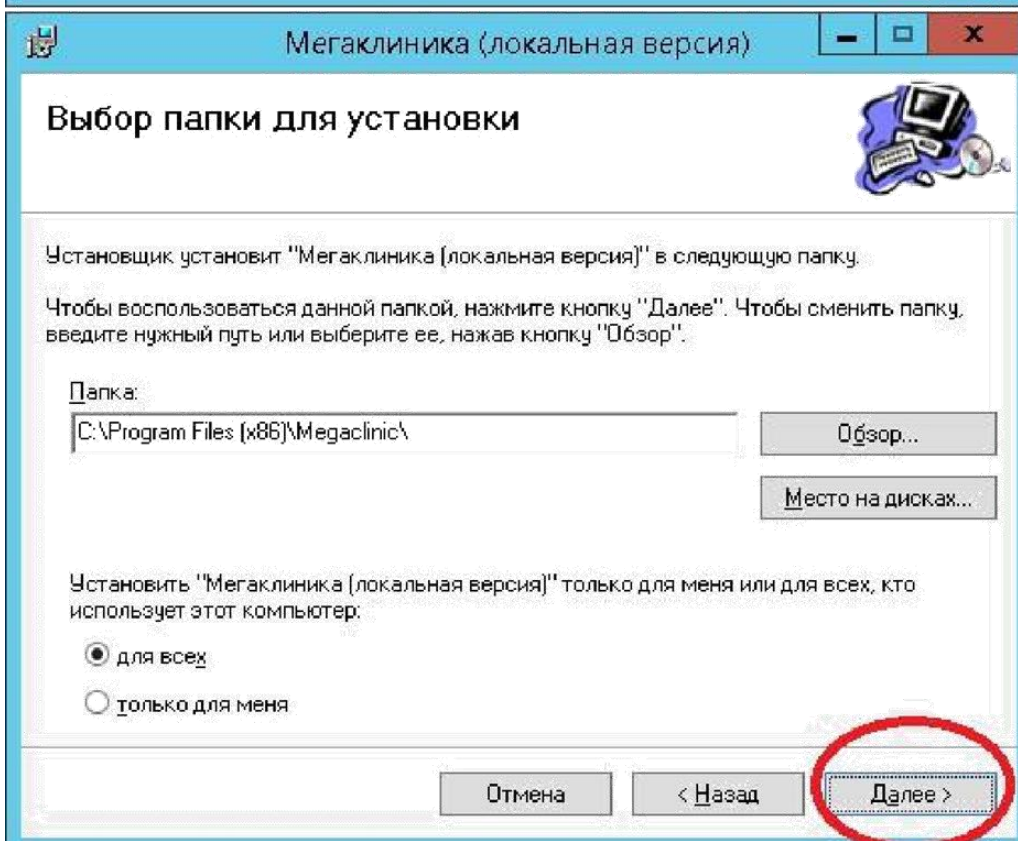 Мегаклиника (локальная версия)
Выбор папки для установки
Установщик установит "Мегаклиника (локальная версия)" в следующую папку.
Чтобы воспользоваться данной папкой, нажмите кнопку "Далее". Чтобы сменить папку,
введите нужный путь или выберите ее, нажав кнопку "Обзор".
Папка:
C:\Program Files (x86)\Megaclinic\
Обзор...
Место на дисках...
Установить "Мегаклиника (локальная версия)" только для меня или для всех, кто
использует этот компьютер:
для всех
только для меня
Отмена
< Назад
Далее >